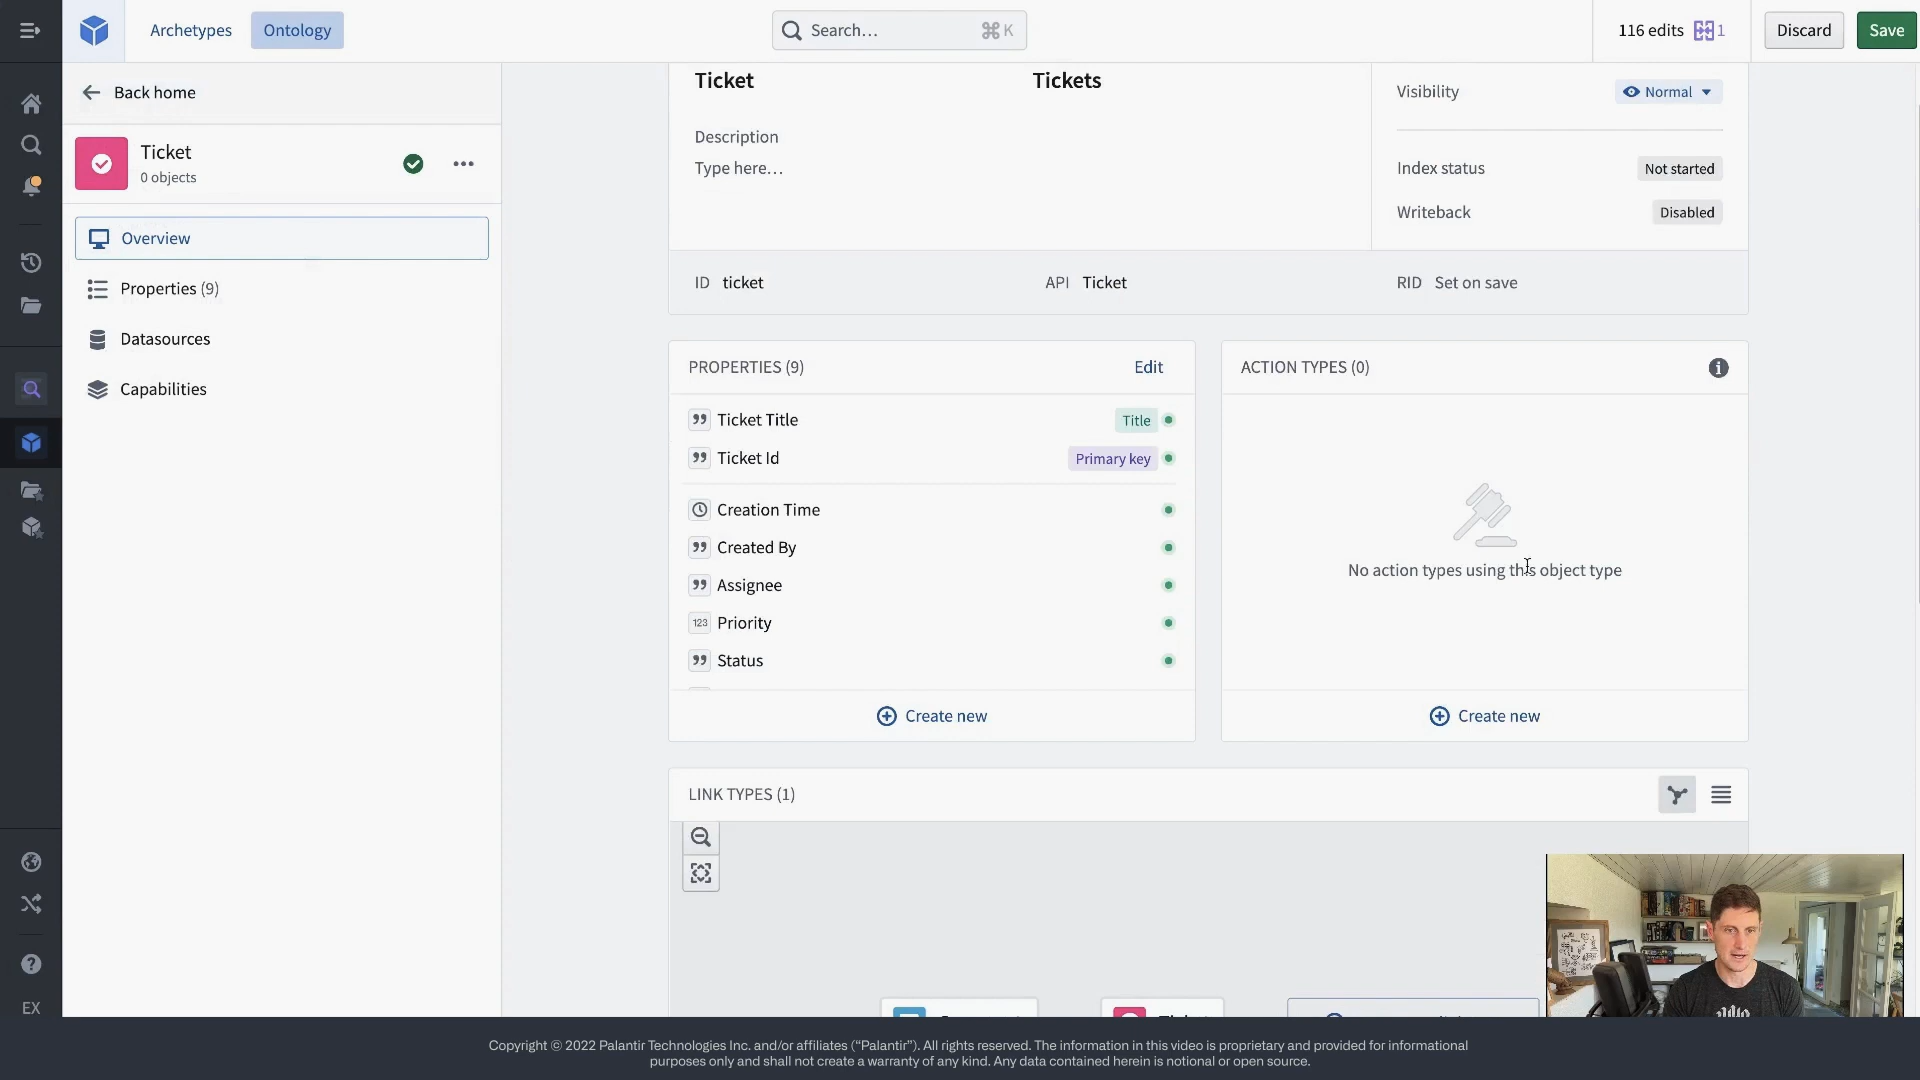 Archetypes
Ontology
Search…
⌘K
116 edits
1
Discard
Save
Back home
Ticket
0 objects
Overview
Properties (9)
Datasources
Capabilities
EX
Ticket
Tickets
Description
Type here…
Visibility
Normal
Index status
Not started
Writeback
Disabled
ID ticket
API Ticket
RID Set on save
PROPERTIES (9)
Edit
Ticket Title
Title
Ticket Id
Primary key
Creation Time
Created By
Assignee
123 Priority
Status
Create new
ACTION TYPES (0)
No action types using this object type
Create new
LINK TYPES (1)
Copyright © 2022 Palantir Technologies Inc. and/or affiliates (“Palantir”). All rights reserved. The information in this video is proprietary and provided for informational
purposes only and shall not create a warranty of any kind. Any data contained herein is notional or open source.